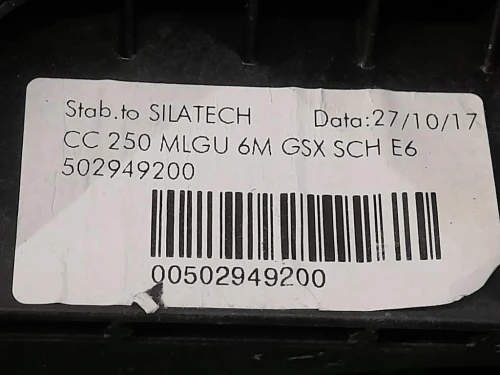 Stab.to SILATECH Data:27/10/17
CC 250 MLGU 6M GSX SCH E6
502949200
00502949200